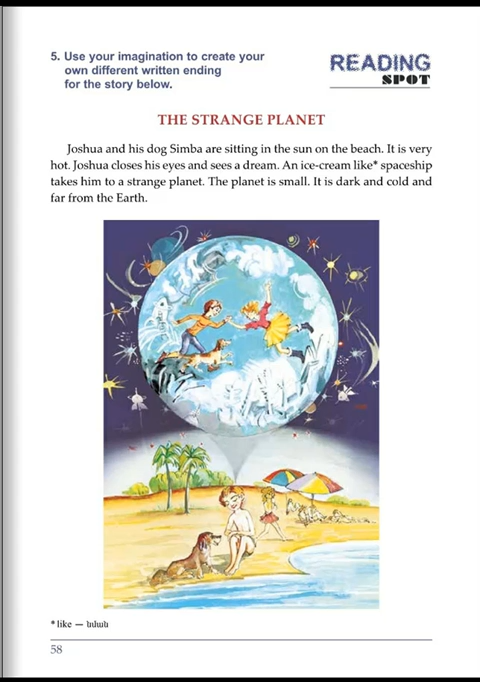 5. Use your imagination to create your
own different written ending
for the story below.
READING
SPOT
THE STRANGE PLANET
Joshua and his dog Simba are sitting in the sun on the beach. It is very
hot. Joshua closes his eyes and sees a dream. An ice-cream like* spaceship
takes him to a strange planet. The planet is small. It is dark and cold and
far from the Earth.
* like — նման
58